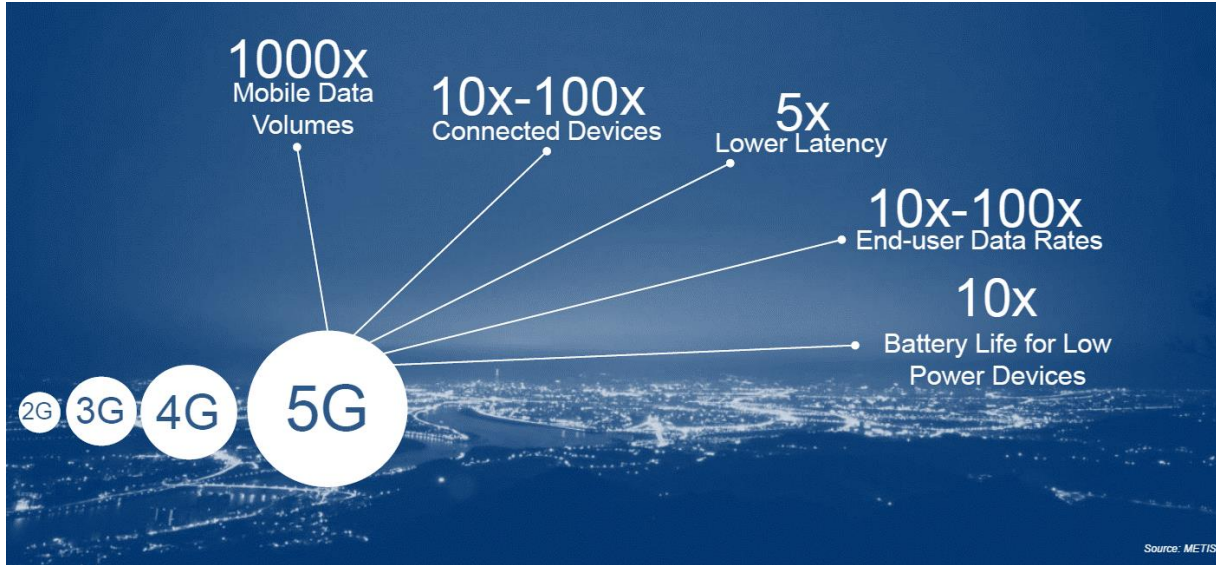 1000x
Mobile Data
Volumes
10x-100x
Connected Devices
5x
Lower Latency
10x-100x
End-user Data Rates
10x
Battery Life for Low
Power Devices
2G
3G
4G
5G
Source: METIS